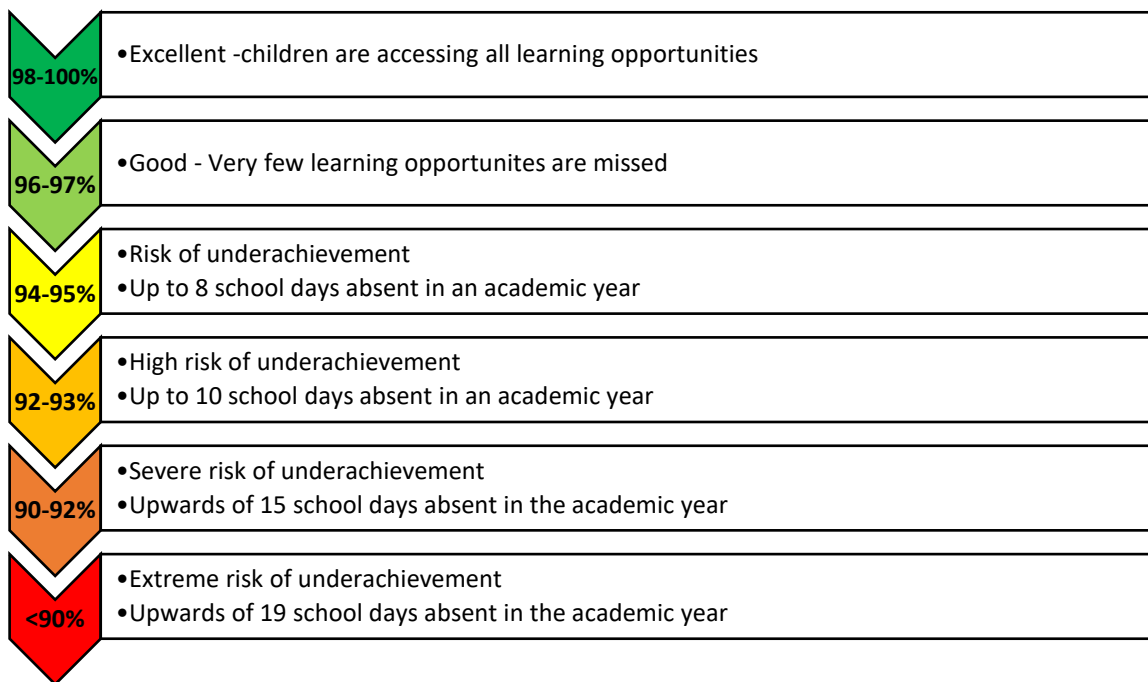 98-100%
•Excellent -children are accessing all learning opportunities
96-97%
•Good - Very few learning opportunites are missed
94-95%
•Risk of underachievement
•Up to 8 school days absent in an academic year
92-93%
•High risk of underachievement
•Up to 10 school days absent in an academic year
90-92%
•Severe risk of underachievement
•Upwards of 15 school days absent in the academic year
<90%
•Extreme risk of underachievement
•Upwards of 19 school days absent in the academic year